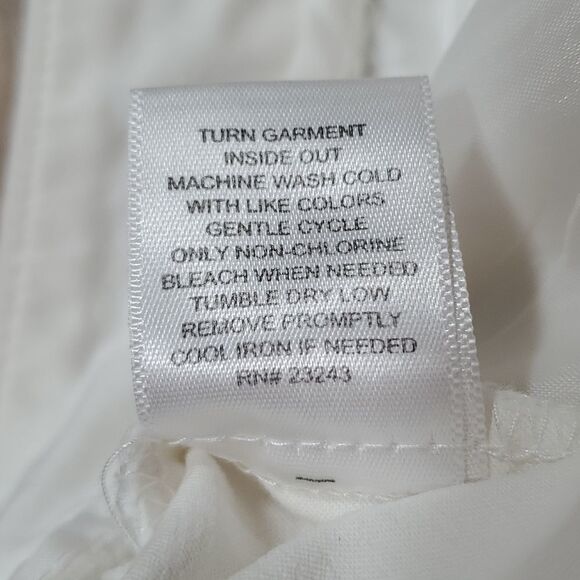 TURN GARMENT
INSIDE OUT
MACHINE WASH COLD
WITH LIKE COLORS
GENTLE CYCLE
ONLY NON-CHLORINE
BLEACH WHEN NEEDED
TUMBLE DRY LOW
REMOVE PROMPTLY
COOL IRON IF NEEDED
RN# 23243